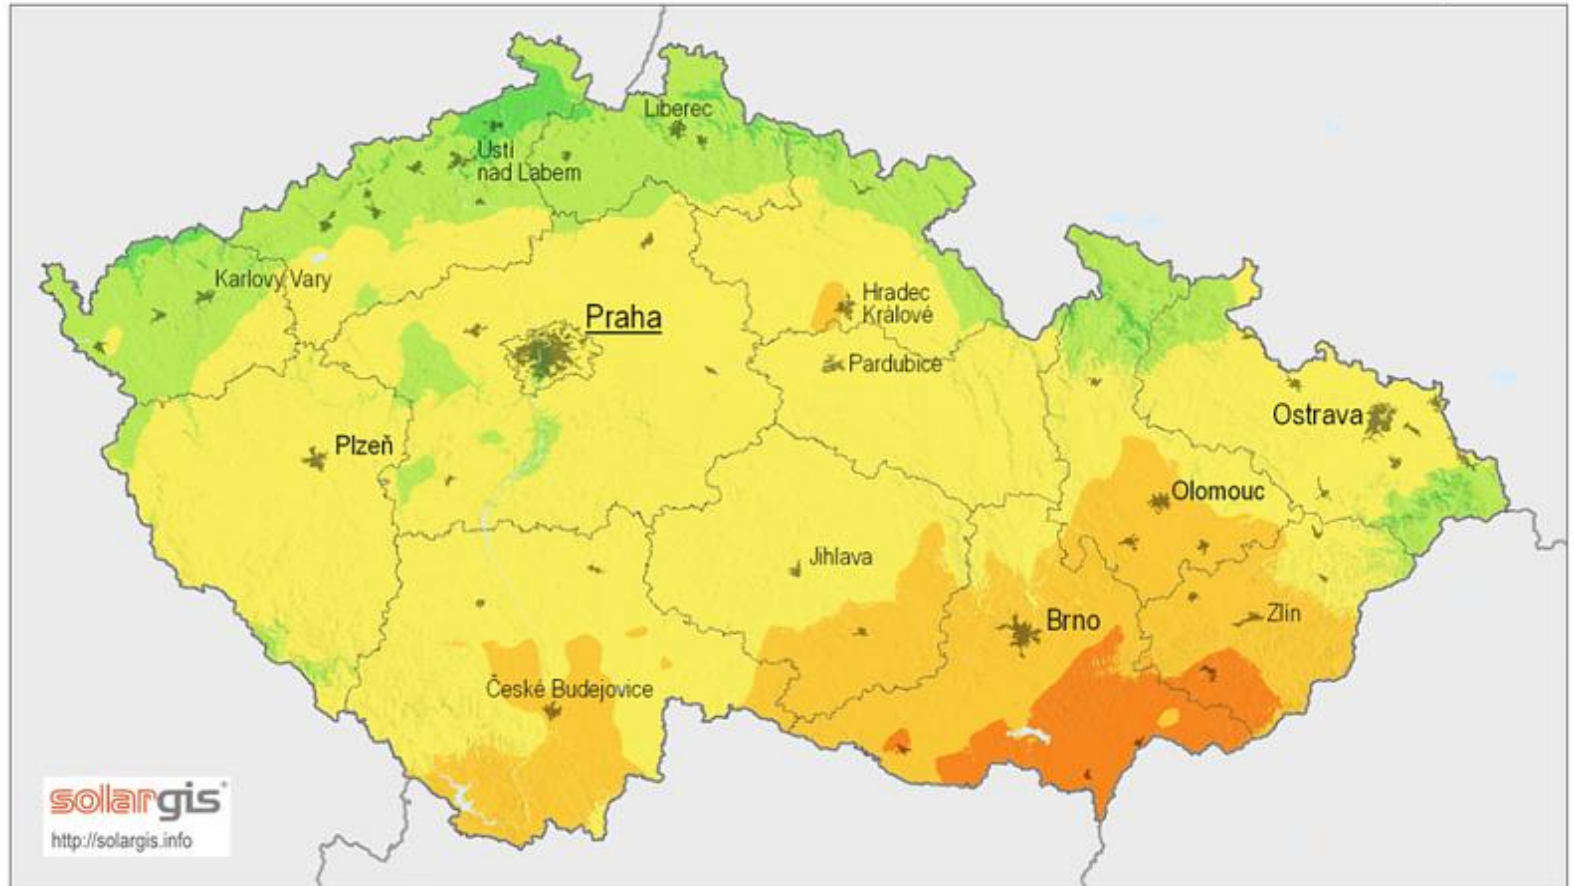 Liberec
Ústí
nad Labem
Karlovy Vary
Praha
Hradec
Králové
Pardubice
Plzeň
Ostrava
Olomouc
Jihlava
Brno
Zlín
České Budejovice
solargis
http://solargis.info